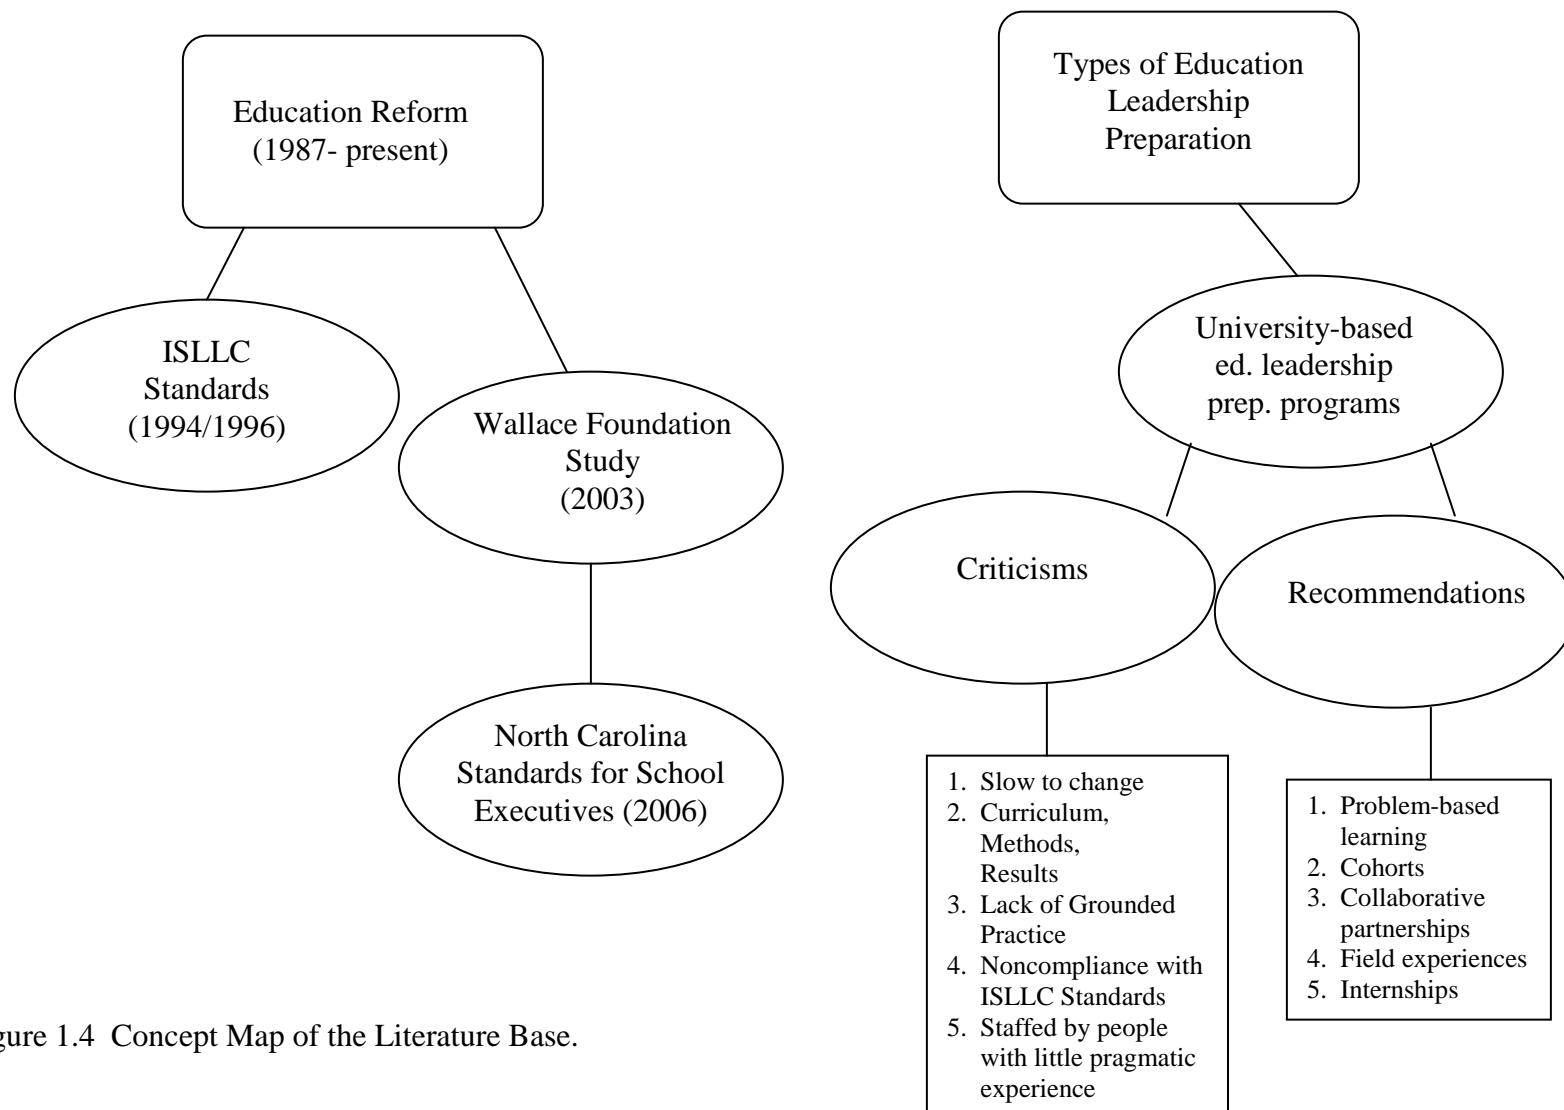 Education Reform
(1987- present)
Types of Education
Leadership
Preparation
ISLLC
Standards
(1994/1996)
Wallace Foundation
Study
(2003)
North Carolina
Standards for School
Executives (2006)
University-based
ed. leadership
prep. programs
Criticisms
Recommendations
1. Slow to change
2. Curriculum,
Methods,
Results
3. Lack of Grounded
Practice
4. Noncompliance with
ISLLC Standards
5. Staffed by people
with little pragmatic
experience
1. Problem-based
learning
2. Cohorts
3. Collaborative
partnerships
4. Field experiences
5. Internships
gure 1.4 Concept Map of the Literature Base.